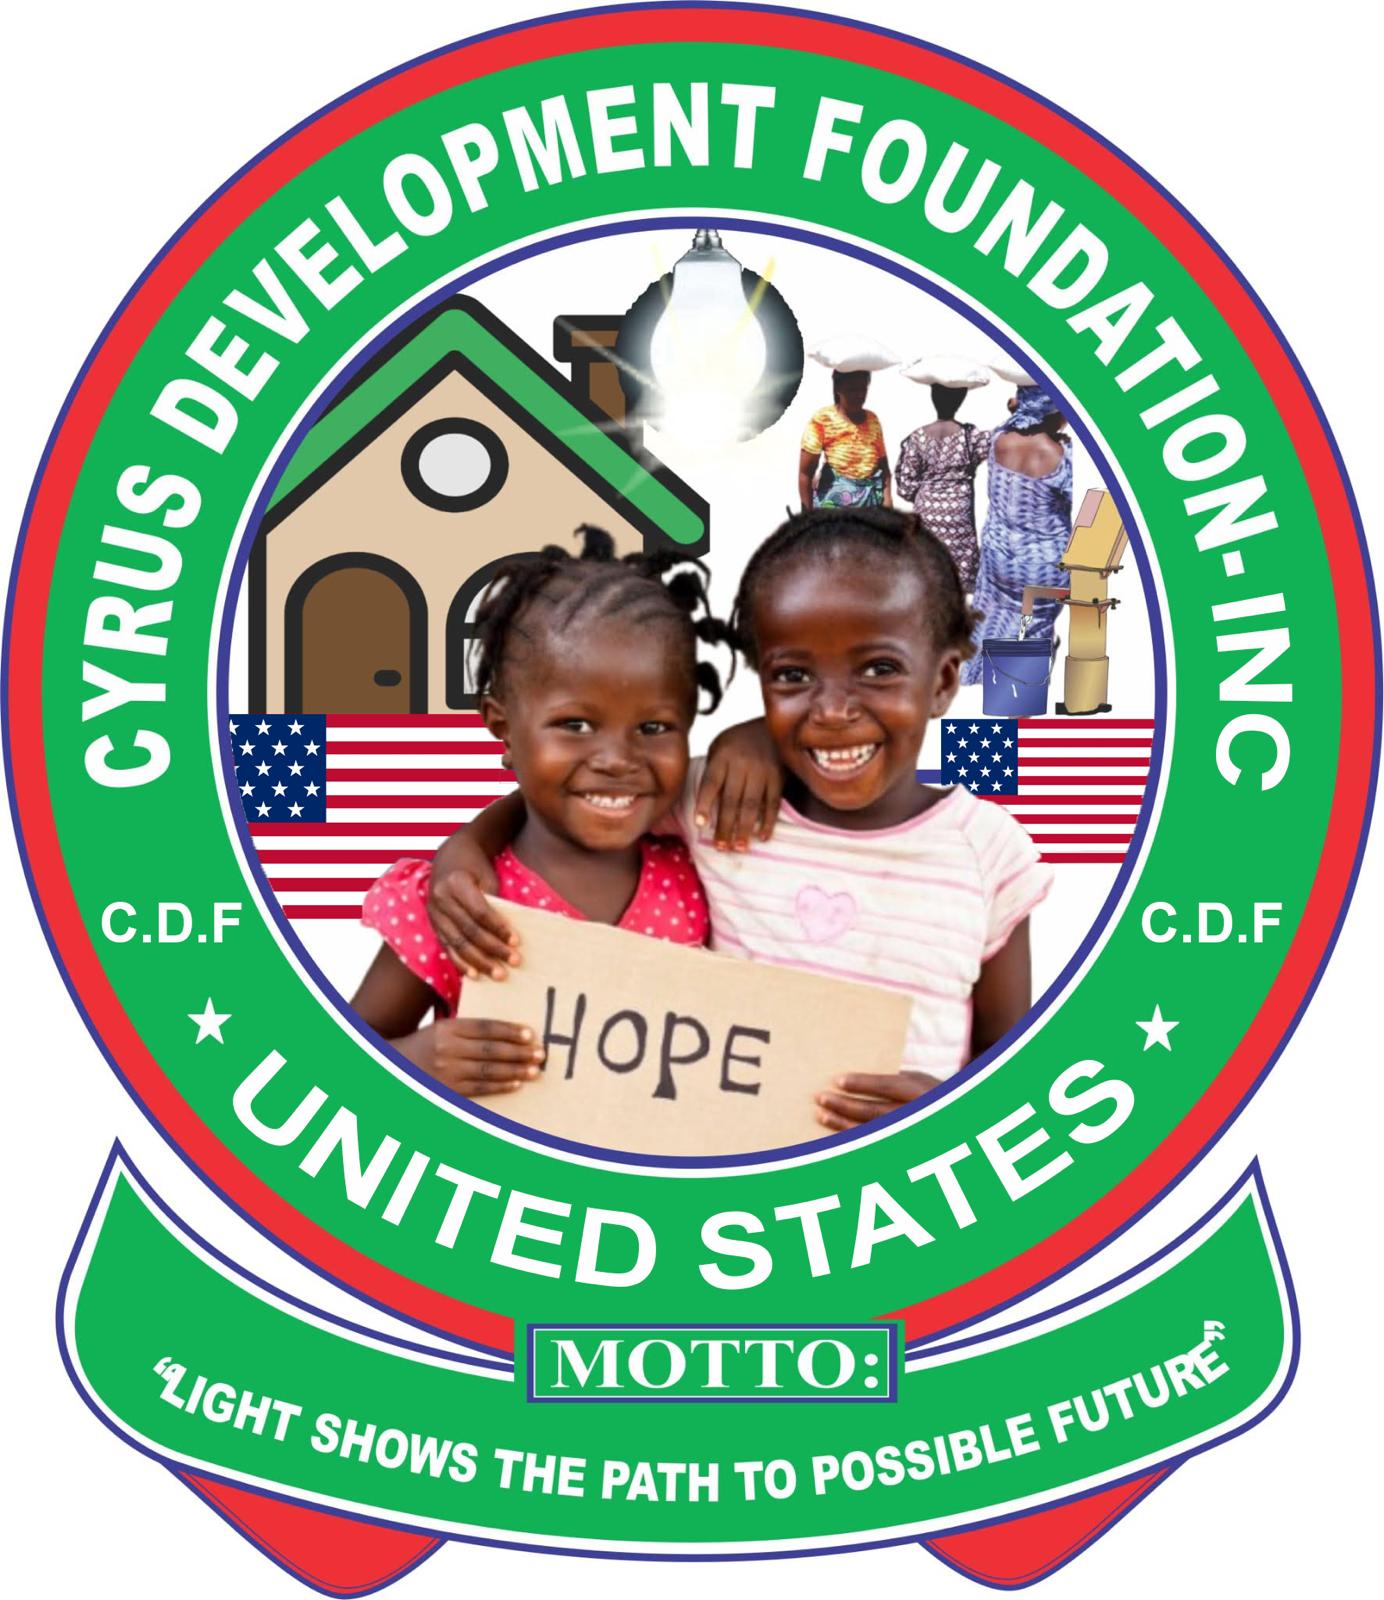 CYRUS DEVELOPMENT FOUNDATION-INC
C.D.F
C.D.F
HOPE
UNITED STATES
MOTTO:
“LIGHT SHOWS THE PATH TO POSSIBLE FUTURE”